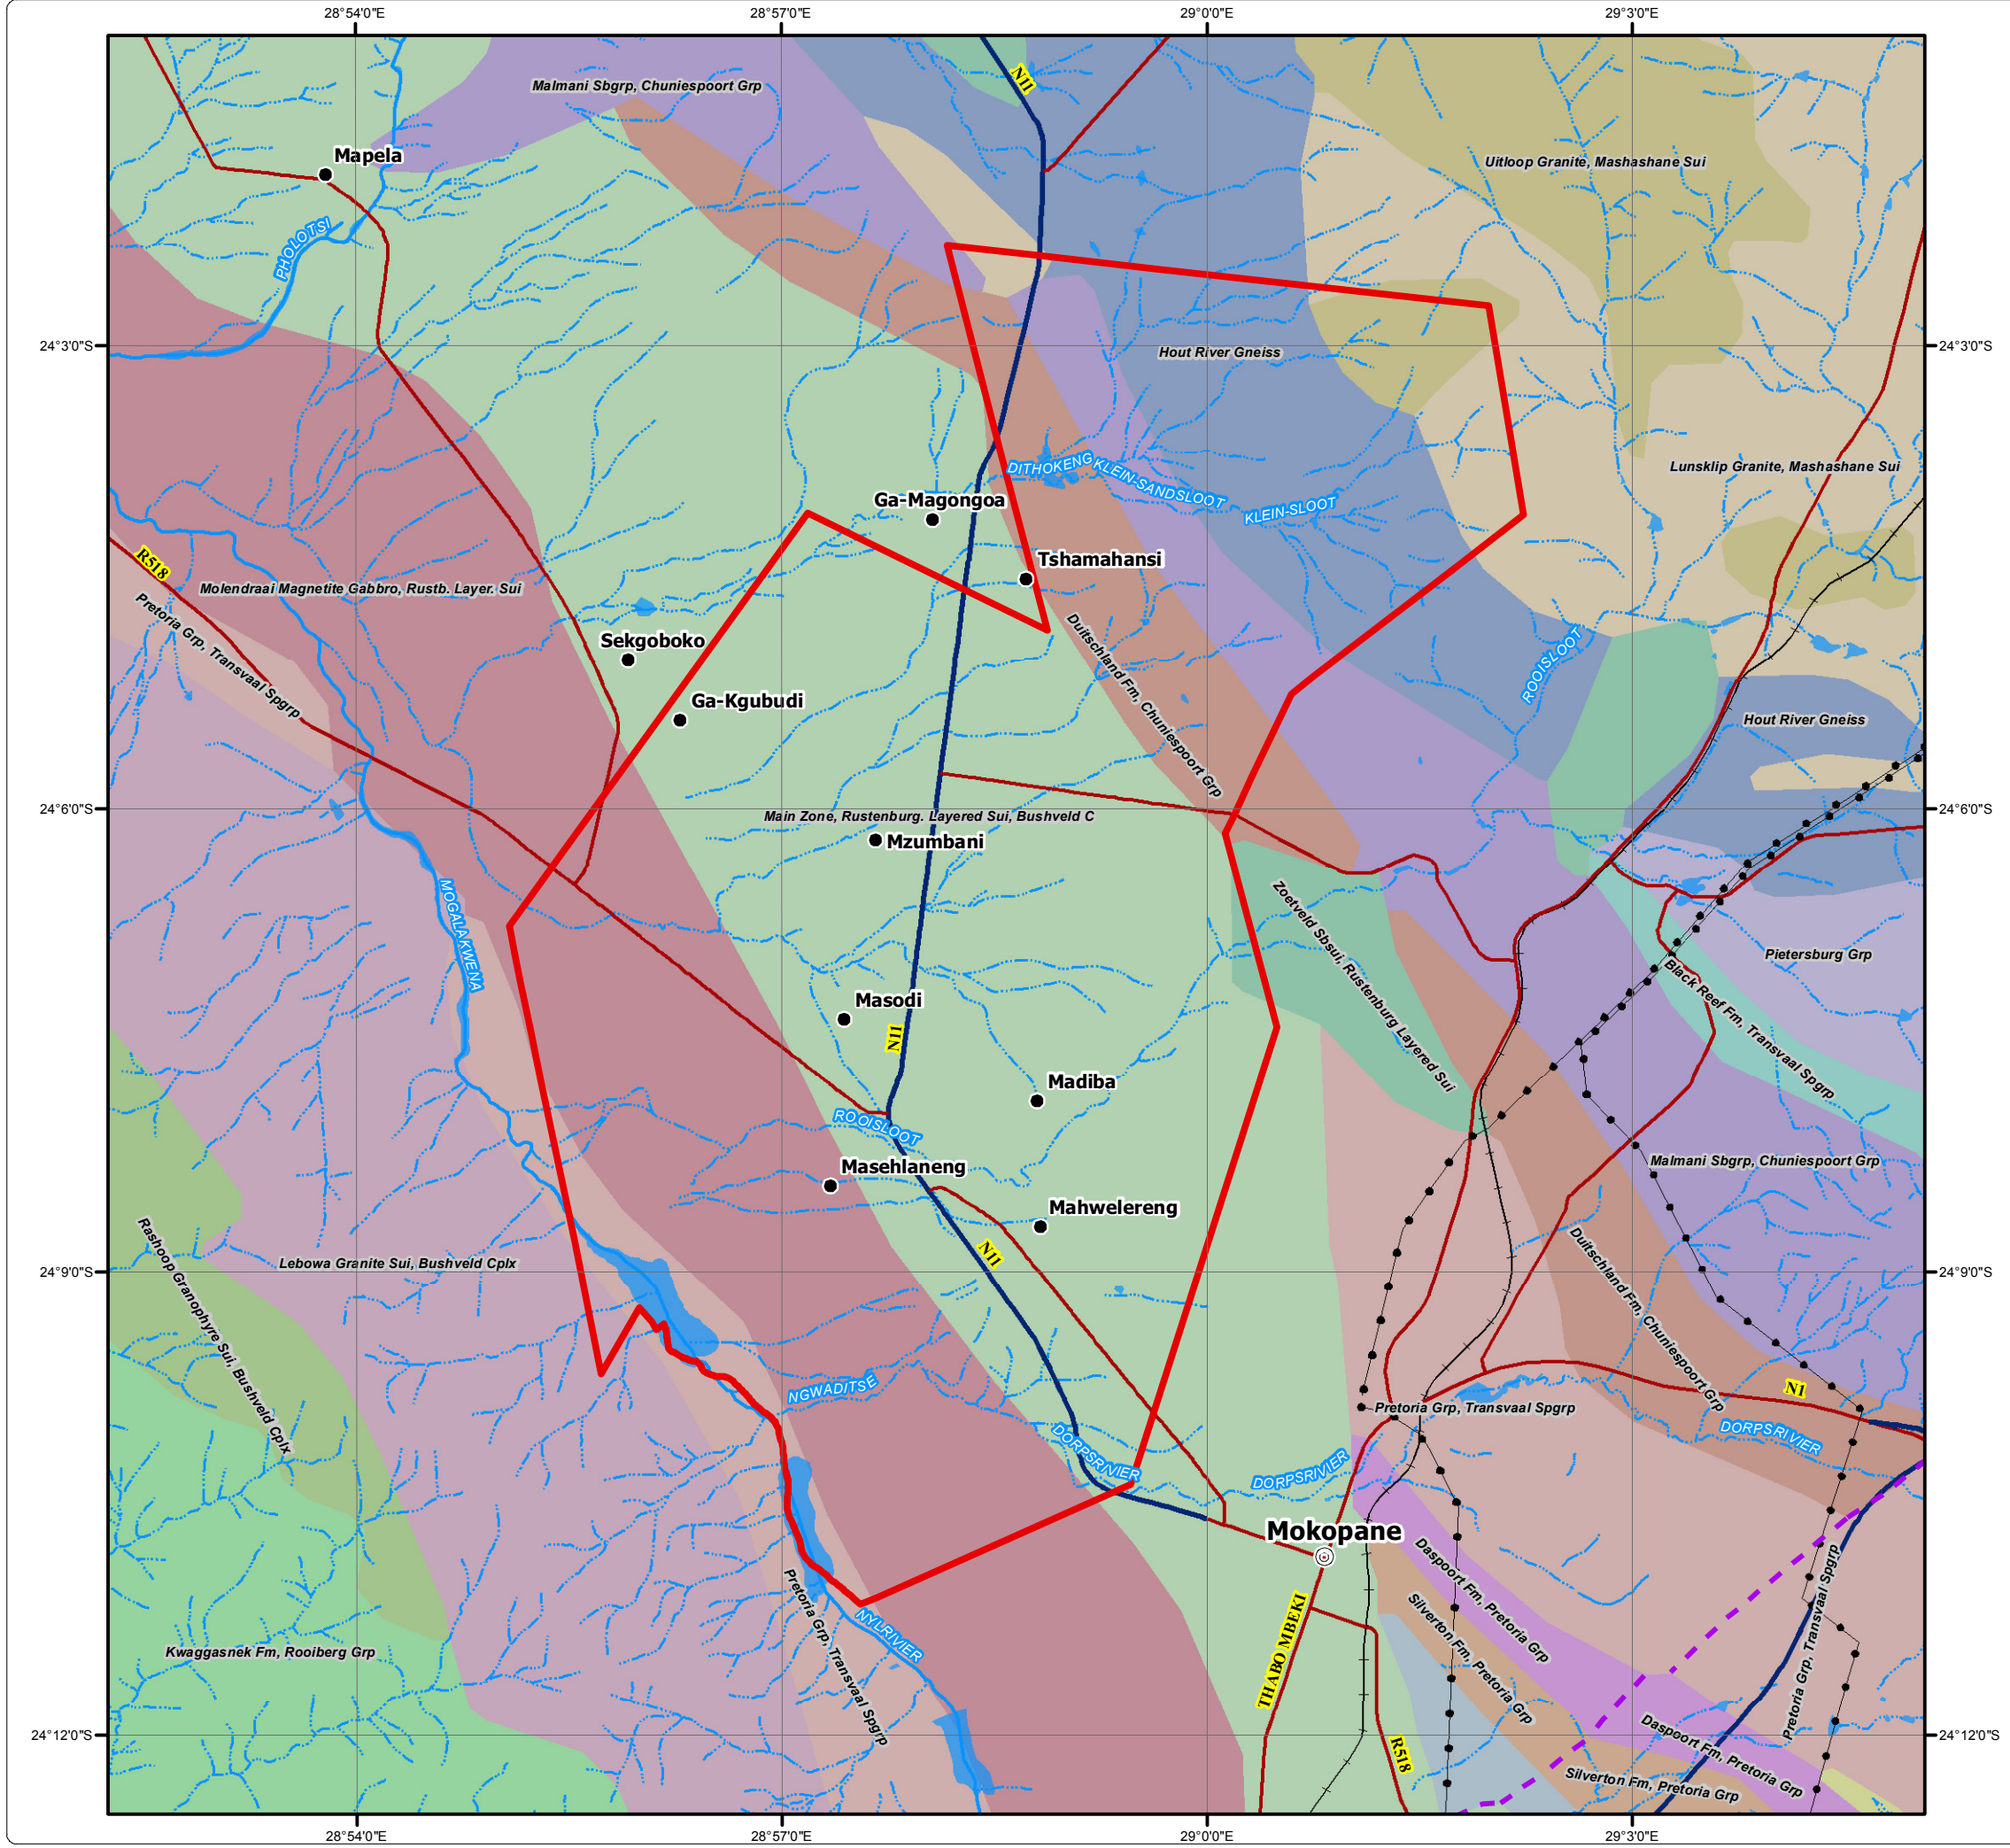 28°54'0"E
28°57'0"E
29°0'0"E
29°3'0"E
N11
Malmani Sbgrp, Chuniespoort Grp
Mapela
Uitloop Granite, Mashashane Sui
PHOLOTSI
24°3'0"S
24°3'0"S
Hout River Gneiss
DITHOKENG
KLEIN-SANDSLOOT
KLEIN-SLOOT
Lunsklip Granite, Mashashane Sui
Ga-Magongoa
R518
Tshamahansi
Molendraai Magnetite Gabbro, Rustb. Layer. Sui
Pretoria Grp, Transvaal Spgrp
Sekgoboko
Duitschland Fm, Chuniespoort Grp
ROOISLOOT
Ga-Kgubudi
Hout River Gneiss
24°6'0"S
24°6'0"S
Main Zone, Rustenburg. Layered Sui, Bushveld C
Mzumbani
MOGALAKWENA
Zoetveld Sbsui, Rustenburg Layered Sui
Pietersburg Grp
Black Reef Fm, Transvaal Spgrp
Masodi
N11
Madiba
ROOISLOOT
Masehlaneng
Malmani Sbgrp, Chuniespoort Grp
Mahwelereng
Rashoop Granophyre Sui, Bushveld Cplx
Lebowa Granite Sui, Bushveld Cplx
N11
Duitschland Fm, Chuniespoort Grp
24°9'0"S
24°9'0"S
NGWADITSE
N1
Pretoria Grp, Transvaal Spgrp
DORPSRIVIER
DORPSRIVIER
DORPSRIVIER
Mokopane
Daspoort Fm, Pretoria Grp
Pretoria Grp, Transvaal Spgrp
Silverton Fm, Pretoria Grp
Pretoria Grp, Transvaal Spgrp
THABO MBEKI
NYLRIVIER
Kwaggasnek Fm, Rooiberg Grp
24°12'0"S
24°12'0"S
R518
Daspoort Fm, Pretoria Grp
Silverton Fm, Pretoria Grp
28°54'0"E
28°57'0"E
29°0'0"E
29°3'0"E